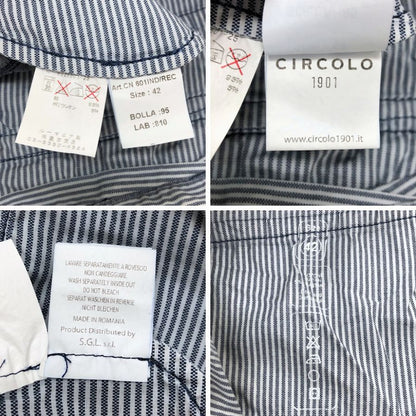 Art.CN 601IND/REC
Size : 42
BOLLA : 95
LAB : 810
CIRCOLO
1901
www.circolo1901.it
LAVARE SEPARATAMENTE A ROVESCIO
NON CANDEGGIARE
WASH SEPARATELY INSIDE OUT
DO NOT BLEACH
SEPARAT WASCHEN IN REVERSE
NICHT BLEICHEN
MADE IN ROMANIA
Product Distributed by
S.G.L. s.r.l.
42